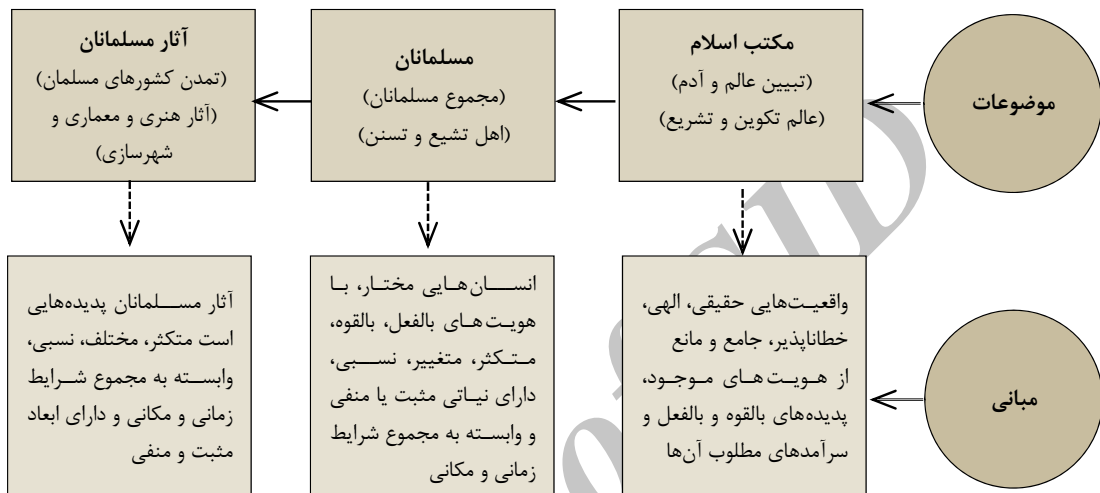 موضوعات
مکتب اسلام
(تبیین عالم و آدم)
(عالم تکوین و تشریع)
مسلمانان
(مجموع مسلمانان)
(اهل تشیع و تسنن)
آثار مسلمانان
(تمدن کشورهای مسلمان)
(آثار هنری و معماری و
شهرسازی)
مبانی
واقعیت‌هایی حقیقی، الهی،
خطاناپذیر، جامع و مانع
از هویت‌های موجود،
پدیده‌های بالقوه و بالفعل و
سرآمدهای مطلوب آن‌ها
انسان‌هایی مختار، با
هویت‌های بالفعل، بالقوه،
متکثر، متغییر، نسبی،
دارای نیاتی مثبت یا منفی
و وابسته به مجموع شرایط
زمانی و مکانی
آثار مسلمانان پدیده‌هایی
است متکثر، مختلف، نسبی،
وابسته به مجموع شرایط
زمانی و مکانی و دارای ابعاد
مثبت و منفی
of SID